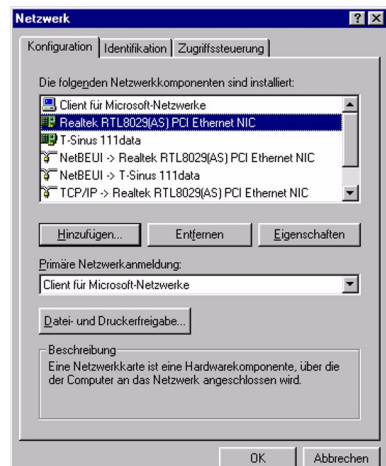 Netzwerk
Konfiguration Identifikation Zugriffssteuerung
Die folgenden Netzwerkkomponenten sind installiert:
Client für Microsoft-Netzwerke
Realtek RTL8029(AS) PCI Ethernet NIC
T-Sinus 111data
NetBEUI -> Realtek RTL8029(AS) PCI Ethernet NIC
NetBEUI -> T-Sinus 111data
TCP/IP -> Realtek RTL8029(AS) PCI Ethernet NIC
Hinzufügen... Entfernen Eigenschaften
Primäre Netzwerkanmeldung:
Client für Microsoft-Netzwerke
Datei- und Druckerfreigabe...
Beschreibung
Eine Netzwerkkarte ist eine Hardwarekomponente, über die
der Computer an das Netzwerk angeschlossen wird.
OK Abbrechen